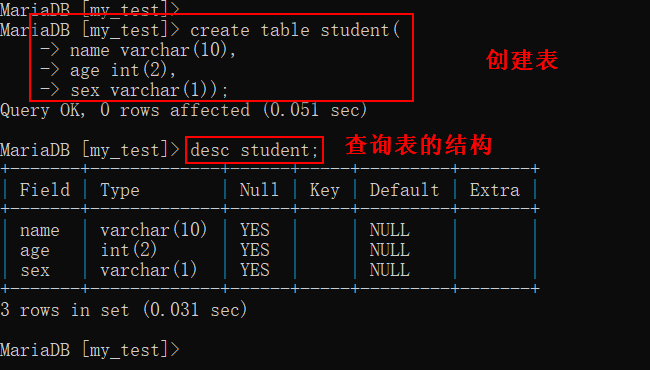 MariaDB [my_test]>
MariaDB [my_test]> create table student(
-> name varchar(10),
-> age int(2),
-> sex varchar(1));
创建表
Query OK, 0 rows affected (0.051 sec)
MariaDB [my_test]> desc student;
查询表的结构
+-------+-------------+------+-----+---------+-------+
| Field | Type | Null | Key | Default | Extra |
+-------+-------------+------+-----+---------+-------+
| name | varchar(10) | YES | | NULL | |
| age | int(2) | YES | | NULL | |
| sex | varchar(1) | YES | | NULL | |
+-------+-------------+------+-----+---------+-------+
3 rows in set (0.031 sec)
MariaDB [my_test]>